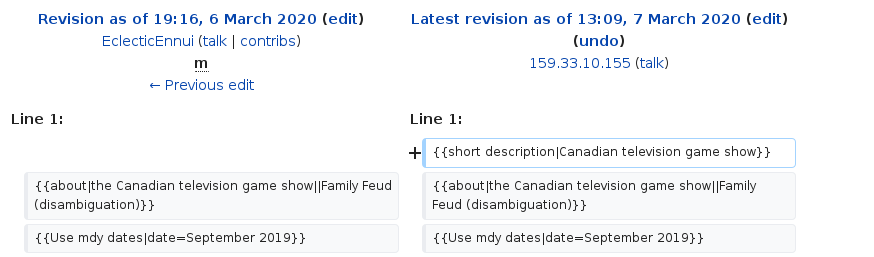 Revision as of 19:16, 6 March 2020 (edit)
EclecticEnnui (talk | contribs)
m
← Previous edit
Latest revision as of 13:09, 7 March 2020 (edit)
(undo)
159.33.10.155 (talk)
Line 1:
Line 1:
+ {{short description|Canadian television game show}}
{{about|the Canadian television game show||Family Feud
(disambiguation)}}
{{about|the Canadian television game show||Family
Feud (disambiguation)}}
{{Use mdy dates|date=September 2019}}
{{Use mdy dates|date=September 2019}}